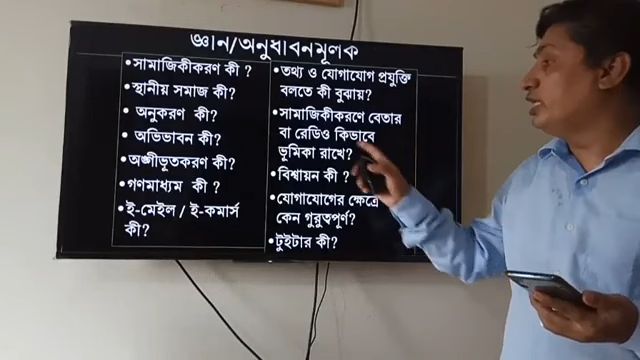 জ্ঞান/অনুধাবনমূলক
•সামাজিকীকরণ কী ?
•স্থানীয় সমাজ কী?
• অনুকরণ কী?
• অভিভাবন কী?
•অঙ্গীভূতকরণ কী?
•গণমাধ্যম কী ?
•ই-মেইল / ই-কমার্স
কী?
•তথ্য ও যোগাযোগ প্রযুক্তি
বলতে কী বুঝায়?
•সামাজিকীকরণে বেতার
বা রেডিও কিভাবে
ভূমিকা রাখে?
•বিশ্বায়ন কী ?
•যোগাযোগের ক্ষেত্রে
কেন গুরুত্বপূর্ণ?
•টুইটার কী?